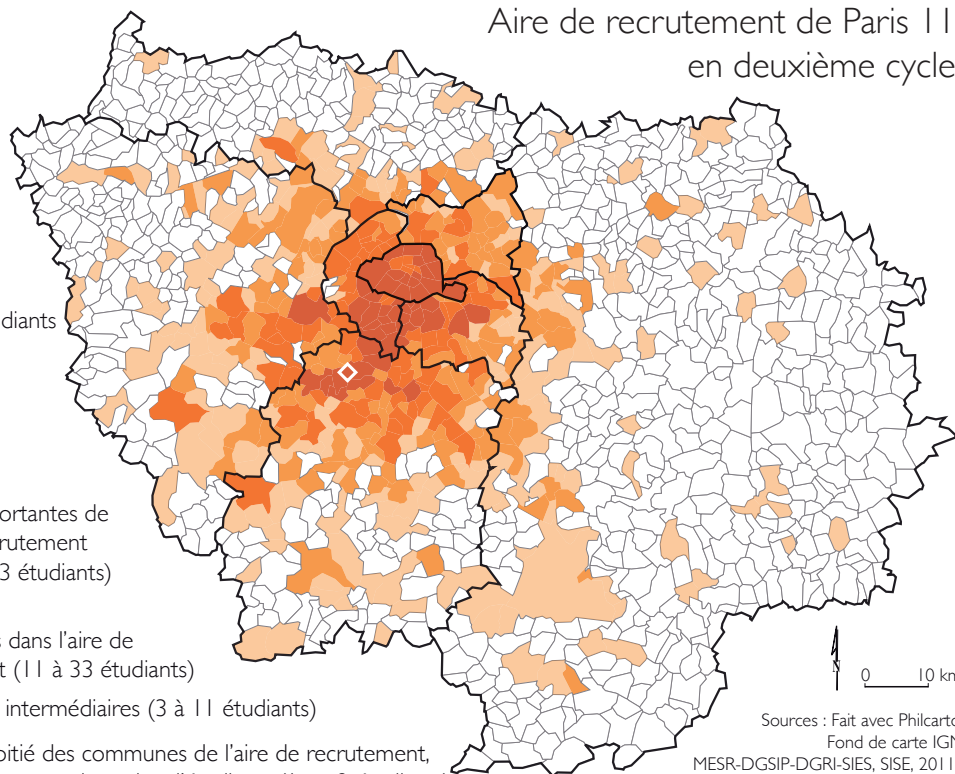 Aire de recrutement de Paris 11
en deuxième cycle
diants
ortantes de
rutement
3 étudiants)
s dans l'aire de
t (11 à 33 étudiants)
intermédiaires (3 à 11 étudiants)
oitié des communes de l'aire de recrutement,
0 10 km
Sources : Fait avec Philcarto
Fond de carte IGN
MESR-DGSIP-DGRI-SIES, SISE, 2011